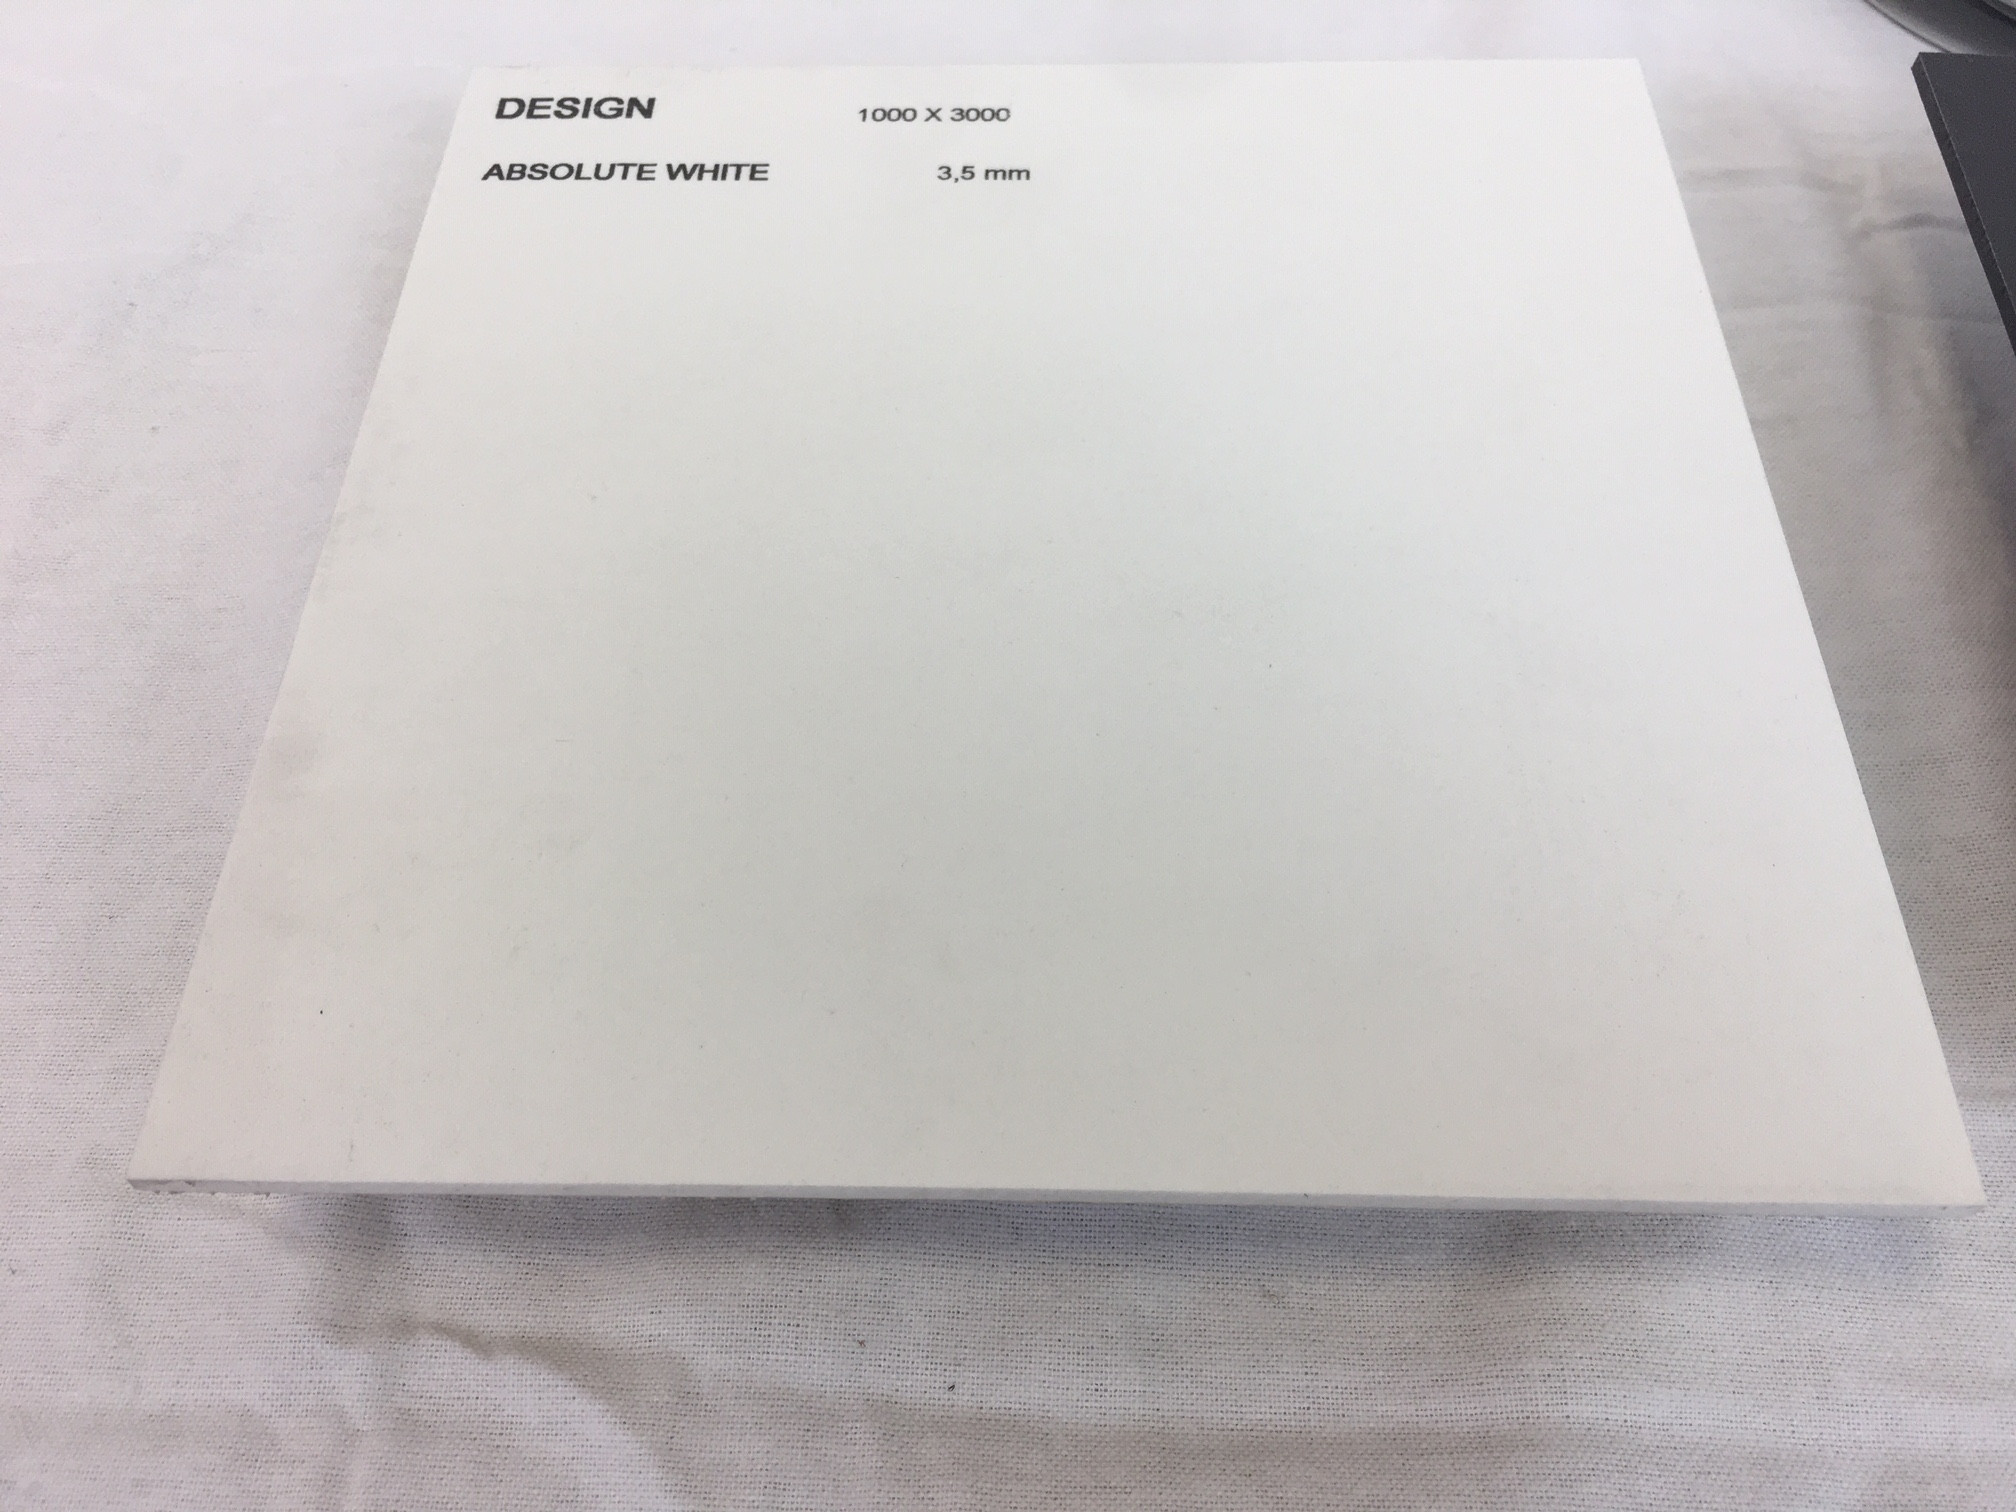 DESIGN 1000 X 3000
ABSOLUTE WHITE 3,5 mm